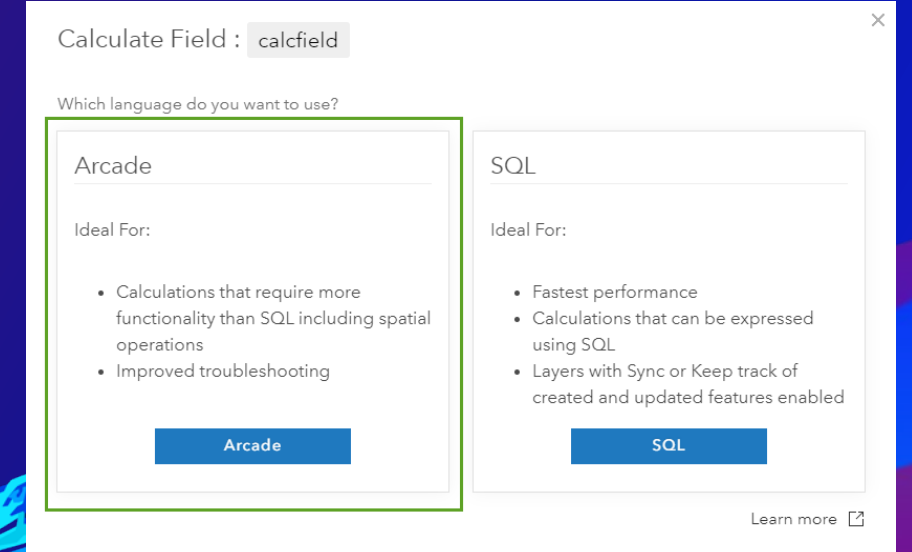 Calculate Field : calcfield
Which language do you want to use?
Arcade
Ideal For:
• Calculations that require more
functionality than SQL including spatial
operations
• Improved troubleshooting
Arcade
SQL
Ideal For:
• Fastest performance
• Calculations that can be expressed
using SQL
• Layers with Sync or Keep track of
created and updated features enabled
SQL
Learn more